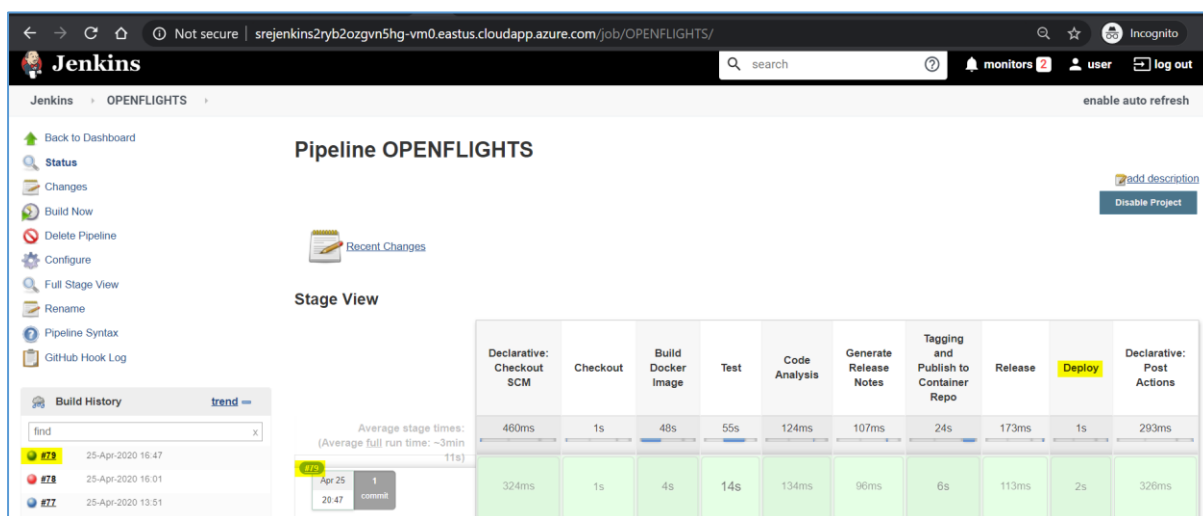 Not secure | srejenkins2ryb2ozgvn5hg-vm0.eastus.cloudapp.azure.com/job/OPENFLIGHTS/
Incognito
Jenkins
search
monitors 2
user
log out
Jenkins
OPENFLIGHTS
enable auto refresh
Back to Dashboard
Status
Changes
Build Now
Delete Pipeline
Configure
Full Stage View
Rename
Pipeline Syntax
GitHub Hook Log
Build History
trend
find
x
#79 25-Apr-2020 16:47
#78 25-Apr-2020 16:01
#77 25-Apr-2020 13:51
Pipeline OPENFLIGHTS
add description
Disable Project
Recent Changes
Stage View
Declarative: Checkout SCM
Checkout
Build Docker Image
Test
Code Analysis
Generate Release Notes
Tagging and Publish to Container Repo
Release
Deploy
Declarative: Post Actions
Average stage times:
(Average full run time: ~3min
11s)
460ms 1s 48s 55s 124ms 107ms 24s 173ms 1s 293ms
#79
Apr 25
20:47
1
commit
324ms 1s 4s 14s 134ms 96ms 6s 113ms 2s 326ms